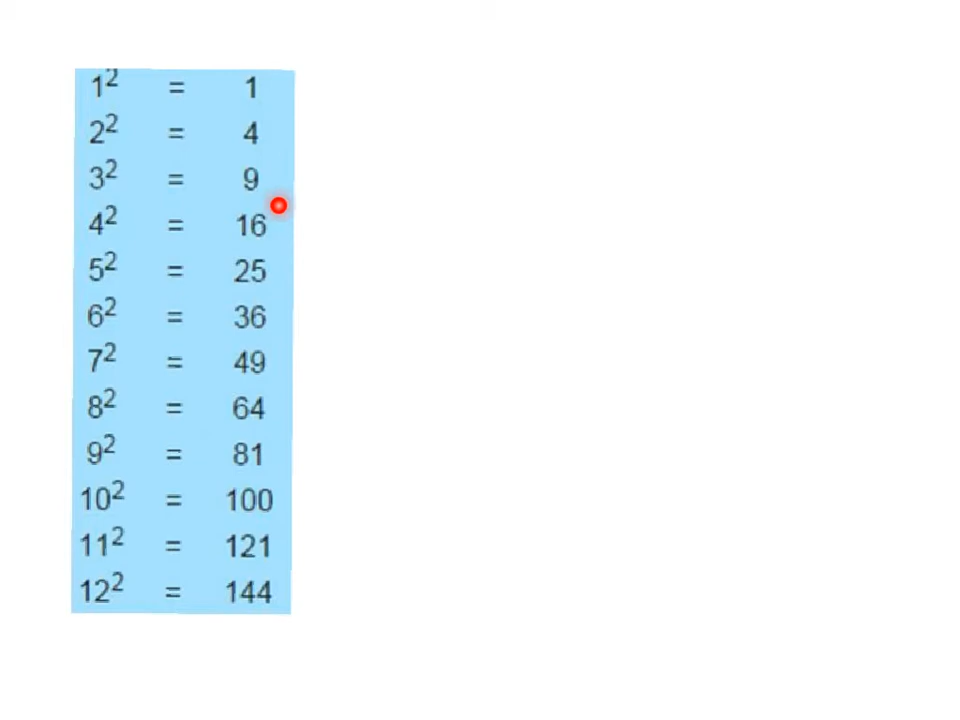 1² = 1
2² = 4
3² = 9
4² = 16
5² = 25
6² = 36
7² = 49
8² = 64
9² = 81
10² = 100
11² = 121
12² = 144